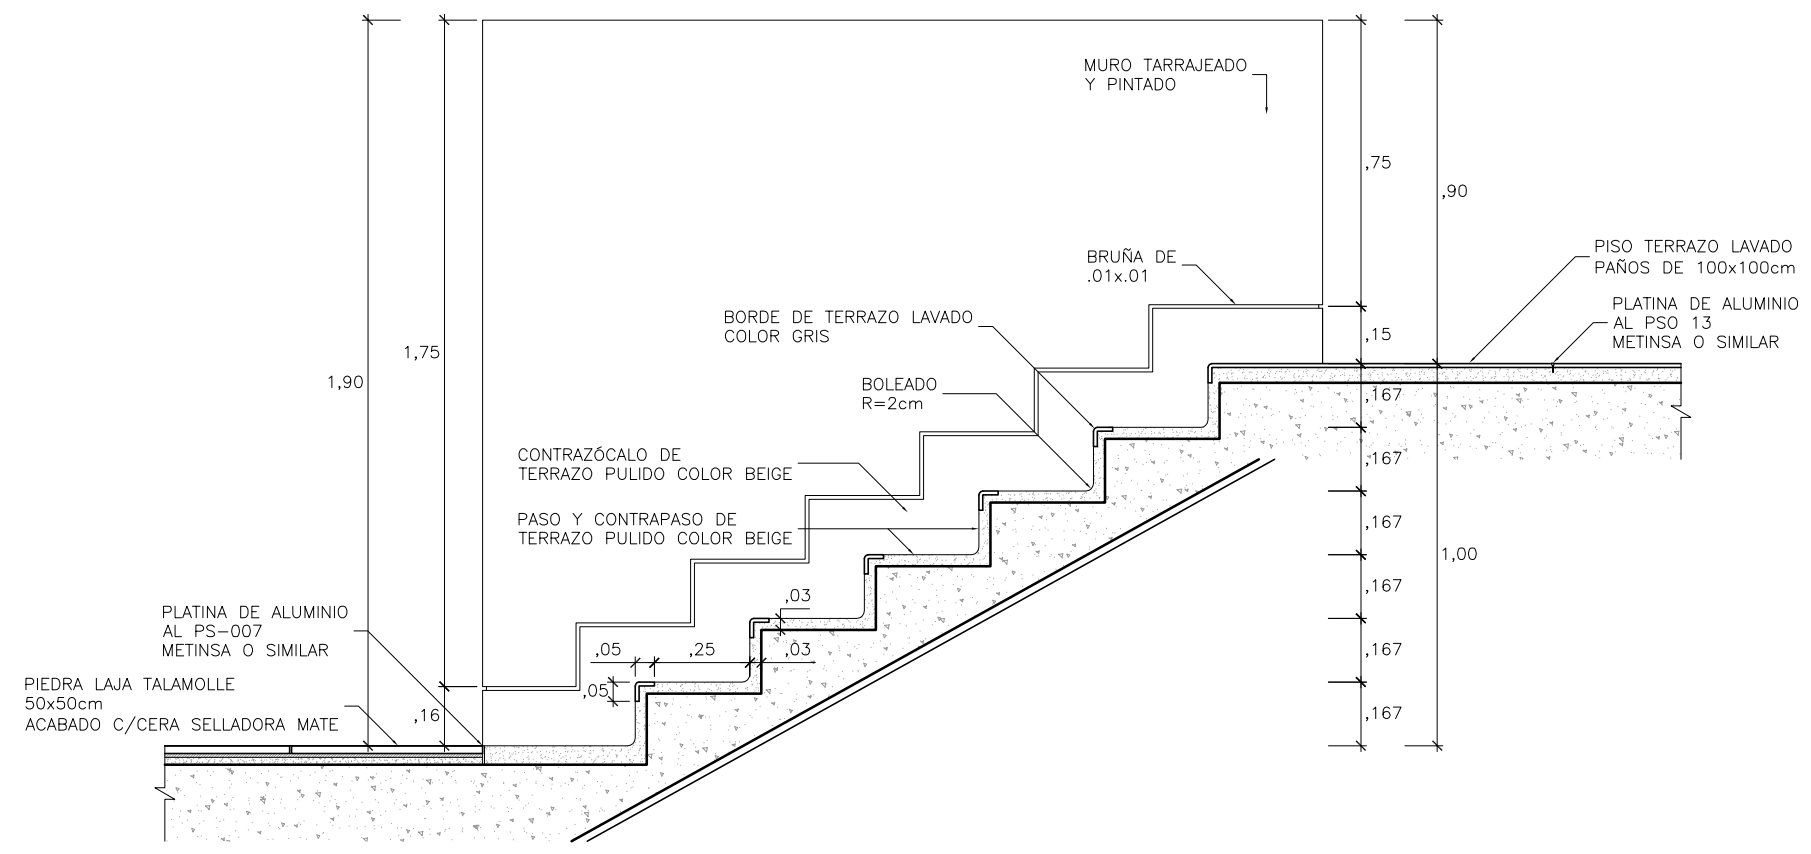 MURO TARRAJEADO
Y PINTADO
,75
,90
PISO TERRAZO LAVADO
PAÑOS DE 100x100cm
BRUÑA DE
.01x.01
PLATINA DE ALUMINIO
AL PSO 13
METINSA O SIMILAR
BORDE DE TERRAZO LAVADO
COLOR GRIS
,15
1,75
1,90
BOLEADO
R=2cm
,167
CONTRAZÓCALO DE
TERRAZO PULIDO COLOR BEIGE
,167
PASO Y CONTRAPASO DE
TERRAZO PULIDO COLOR BEIGE
,167
1,00
,167
,03
PLATINA DE ALUMINIO
AL PS-007
METINSA O SIMILAR
,05
,25
,03
,167
PIEDRA LAJA TALAMOLLE
50x50cm
ACABADO C/CERA SELLADORA MATE
,05
,16
,167